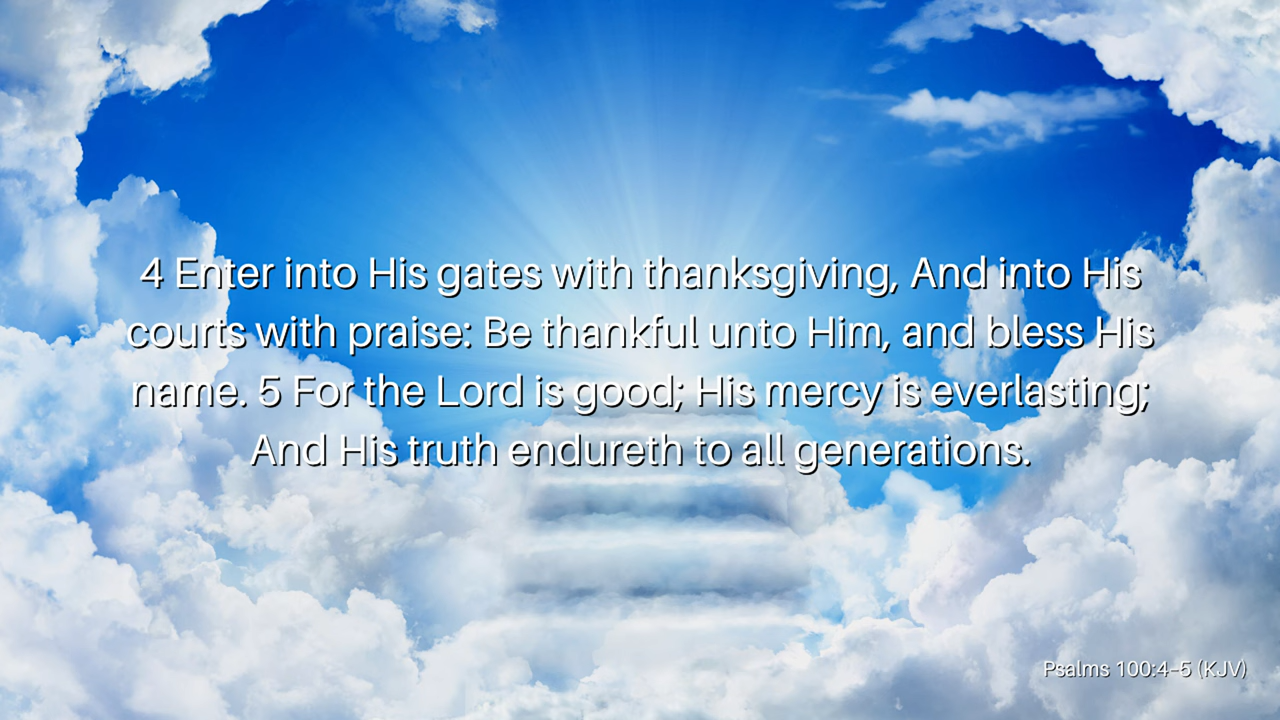 4 Enter into His gates with thanksgiving, And into His
courts with praise: Be thankful unto Him, and bless His
name. 5 For the Lord is good; His mercy is everlasting;
And His truth endureth to all generations.
Psalms 100:4–5 (KJV)